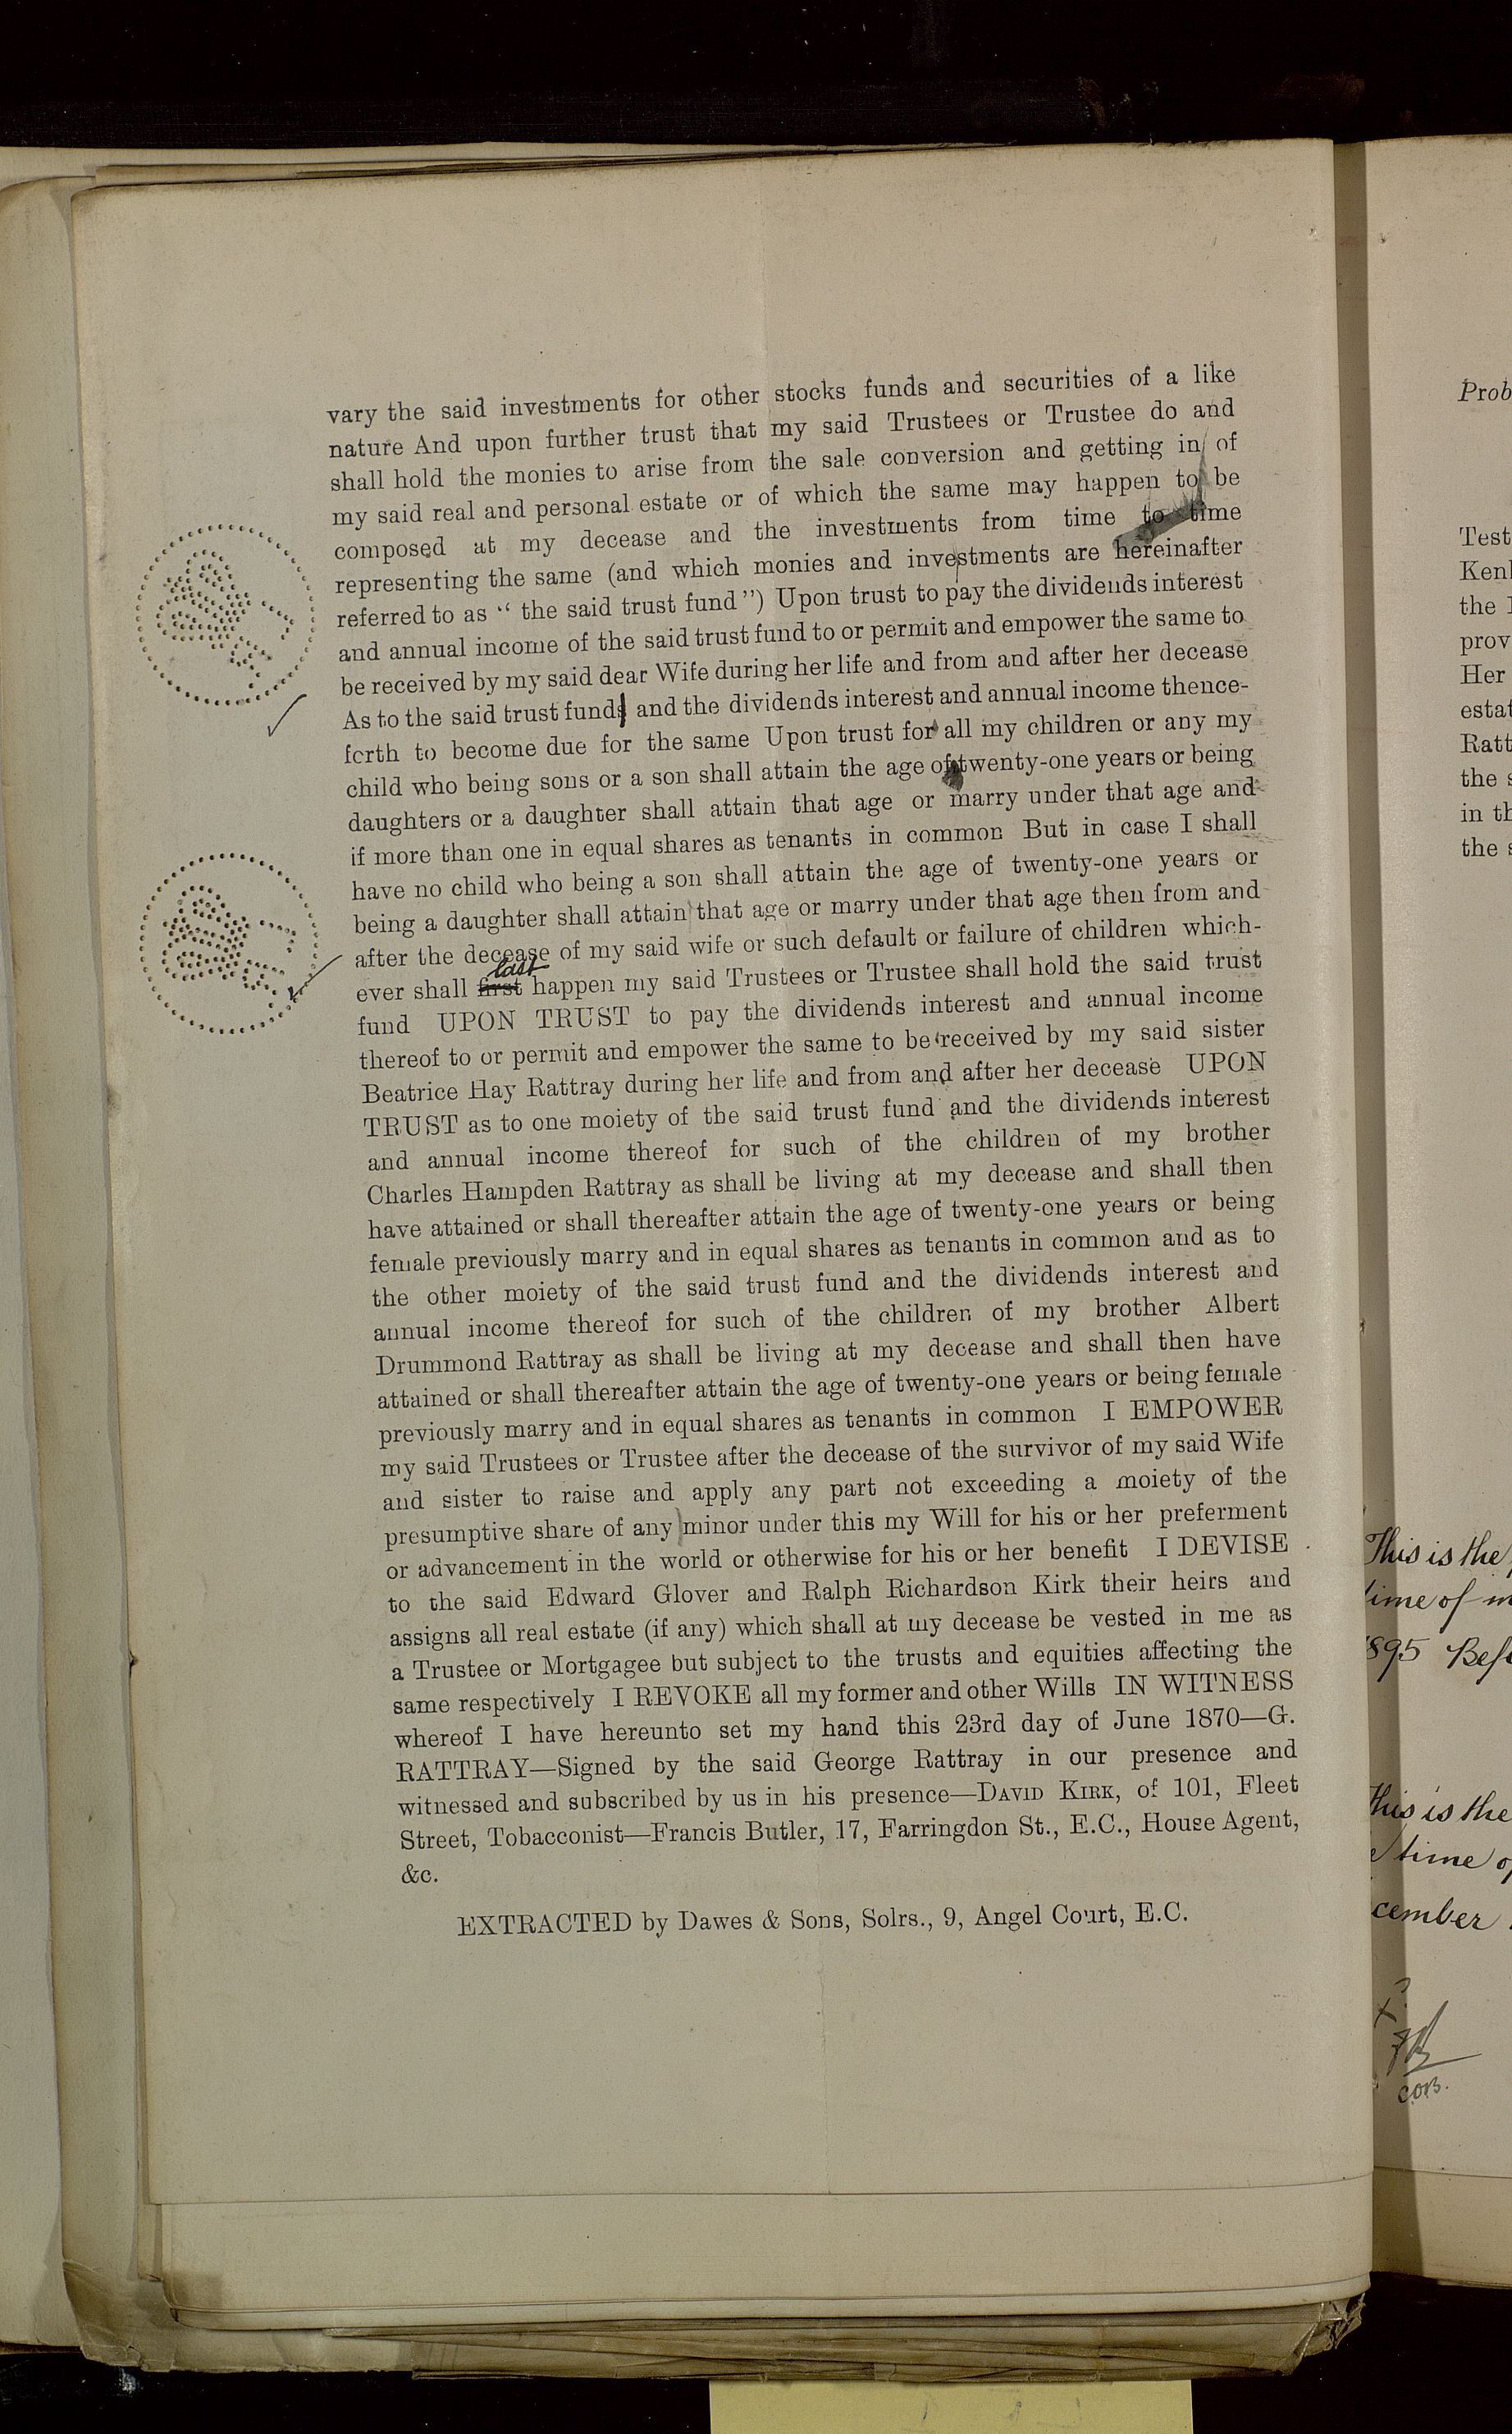 vary the said investments for other stocks funds and securities of a like
nature And upon further trust that my said Trustees or Trustee do and
shall hold the monies to arise from the sale conversion and getting in of
my said real and personal estate or of which the same may happen to be
composed at my decease and the investments from time to time
representing the same (and which monies and investments are hereinafter
referred to as “ the said trust fund”) Upon trust to pay the dividends interest
and annual income of the said trust fund to or permit and empower the same to
be received by my said dear Wife during her life and from and after her decease
As to the said trust fund and the dividends interest and annual income thence-
forth to become due for the same Upon trust for all my children or any my
child who being sons or a son shall attain the age of twenty-one years or being
daughters or a daughter shall attain that age or marry under that age and
if more than one in equal shares as tenants in common But in case I shall
have no child who being a son shall attain the age of twenty-one years or
being a daughter shall attain that age or marry under that age then from and
after the decease of my said wife or such default or failure of children which-
last
ever shall first happen my said Trustees or Trustee shall hold the said trust
fund UPON TRUST to pay the dividends interest and annual income
thereof to or permit and empower the same to be received by my said sister
Beatrice Hay Rattray during her life and from and after her decease UPON
TRUST as to one moiety of the said trust fund and the dividends interest
and annual income thereof for such of the children of my brother
Charles Hampden Rattray as shall be living at my decease and shall then
have attained or shall thereafter attain the age of twenty-one years or being
female previously marry and in equal shares as tenants in common and as to
the other moiety of the said trust fund and the dividends interest and
annual income thereof for such of the children of my brother Albert
Drummond Rattray as shall be living at my decease and shall then have
attained or shall thereafter attain the age of twenty-one years or being female
previously marry and in equal shares as tenants in common I EMPOWER
my said Trustees or Trustee after the decease of the survivor of my said Wife
and sister to raise and apply any part not exceeding a moiety of the
presumptive share of any minor under this my Will for his or her preferment
or advancement in the world or otherwise for his or her benefit I DEVISE
to the said Edward Glover and Ralph Richardson Kirk their heirs and
assigns all real estate (if any) which shall at my decease be vested in me as
a Trustee or Mortgagee but subject to the trusts and equities affecting the
same respectively I REVOKE all my former and other Wills IN WITNESS
whereof I have hereunto set my hand this 23rd day of June 1870—G.
RATTRAY—Signed by the said George Rattray in our presence and
witnessed and subscribed by us in his presence—DAVID KIRK, of 101, Fleet
Street, Tobacconist—Francis Butler, 17, Farringdon St., E.C., House Agent,
&c.
EXTRACTED by Dawes & Sons, Solrs., 9, Angel Court, E.C.
Prob
Test
Kenl
the
prov
Her
estat
Ratt
the s
in th
the s
This is the
time of m
1895 Befo
This is the
time o
cember